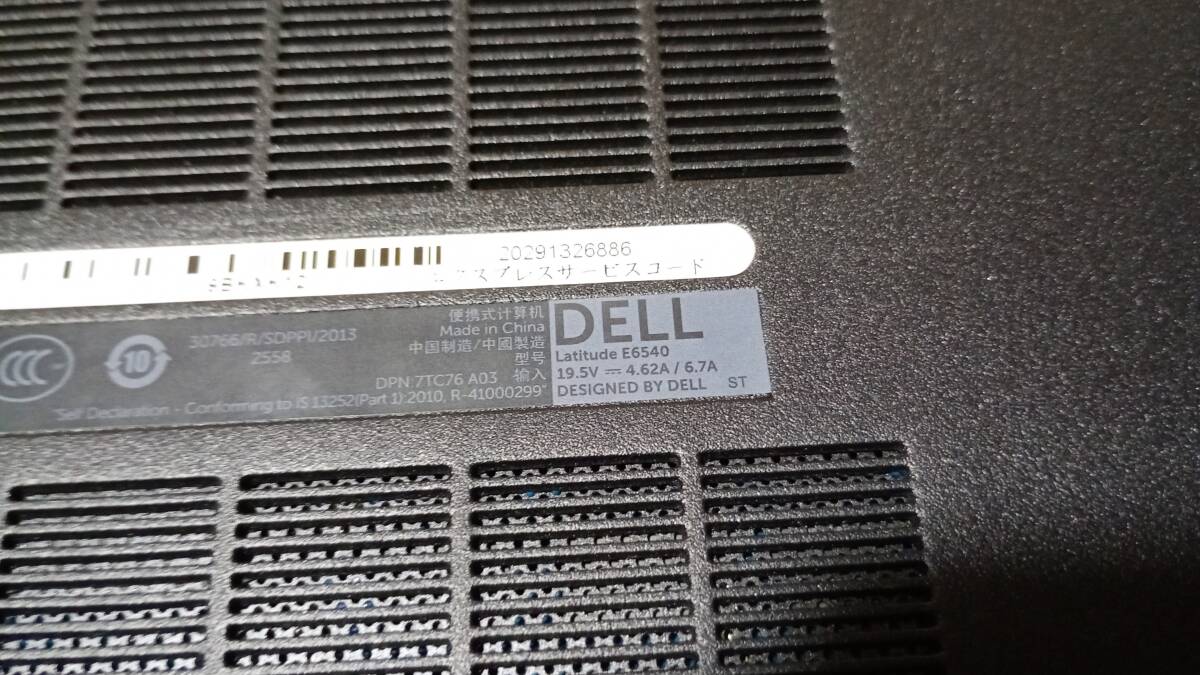 20291326886
エクスプレスサービスコード
CCC
10
30766/R/SDPPI/2013
2558
便携式计算机
Made in China
中国制造/中國製造
型号
DPN:7TC76 A03 输入
"Self Declaration - Conforming to IS 13252(Part 1):2010, R-41000299"
DELL
Latitude E6540
19.5V ⎓ 4.62A / 6.7A
DESIGNED BY DELL ST